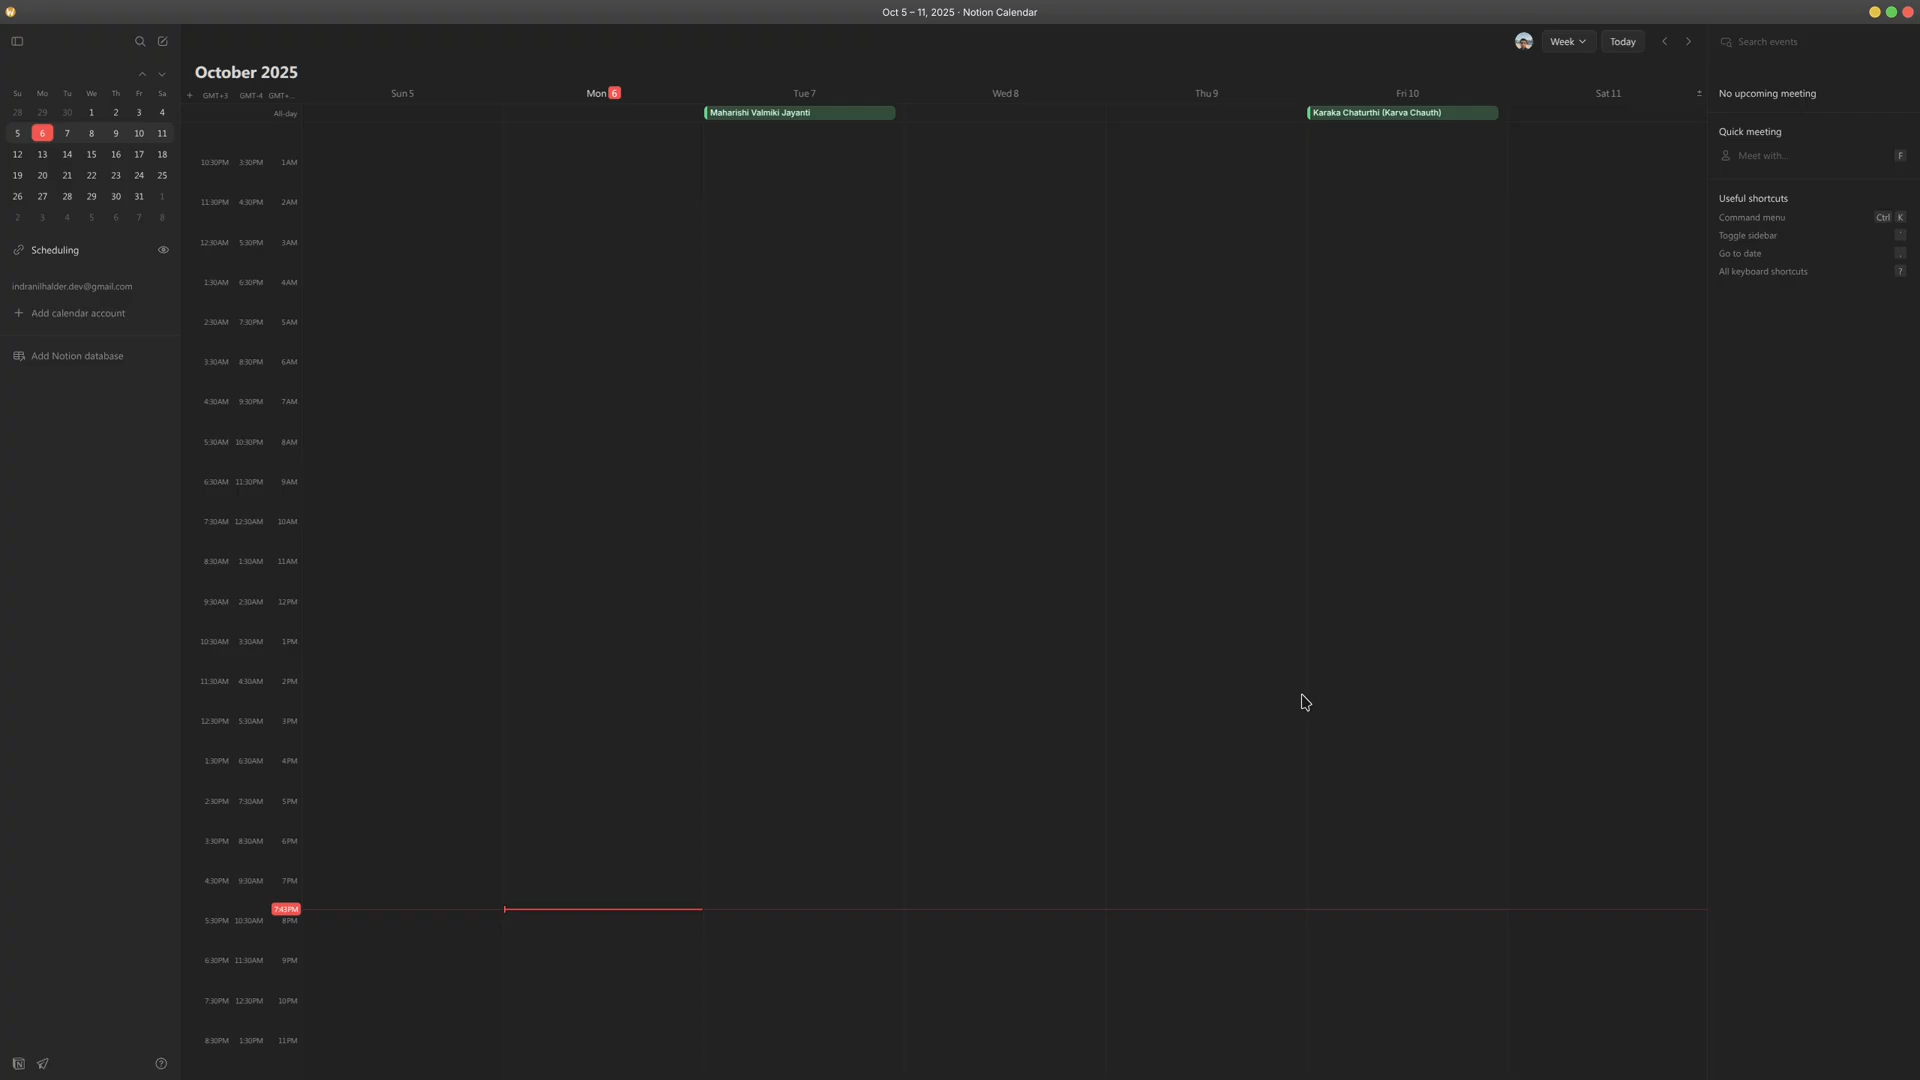 Oct 5 – 11, 2025 · Notion Calendar
Week
Today
Search events
October 2025
Su Mo Tu We Th Fr Sa
28 29 30 1 2 3 4
5 6 7 8 9 10 11
12 13 14 15 16 17 18
19 20 21 22 23 24 25
26 27 28 29 30 31 1
2 3 4 5 6 7 8
Scheduling
indranilhalder.dev@gmail.com
Add calendar account
Add Notion database
GMT+3 GMT-4 GMT+...
Sun 5 Mon 6 Tue 7 Wed 8 Thu 9 Fri 10 Sat 11
All-day
Maharishi Valmiki Jayanti
Karaka Chaturthi (Karva Chauth)
10:30PM 3:30PM 1AM
11:30PM 4:30PM 2AM
12:30AM 5:30PM 3AM
1:30AM 6:30PM 4AM
2:30AM 7:30PM 5AM
3:30AM 8:30PM 6AM
4:30AM 9:30PM 7AM
5:30AM 10:30PM 8AM
6:30AM 11:30PM 9AM
7:30AM 12:30AM 10AM
8:30AM 1:30AM 11AM
9:30AM 2:30AM 12PM
10:30AM 3:30AM 1PM
11:30AM 4:30AM 2PM
12:30PM 5:30AM 3PM
1:30PM 6:30AM 4PM
2:30PM 7:30AM 5PM
3:30PM 8:30AM 6PM
4:30PM 9:30AM 7PM
7:43PM
5:30PM 10:30AM 8PM
6:30PM 11:30AM 9PM
7:30PM 12:30PM 10PM
8:30PM 1:30PM 11PM
No upcoming meeting
Quick meeting
Meet with... F
Useful shortcuts
Command menu Ctrl K
Toggle sidebar
Go to date .
All keyboard shortcuts ?